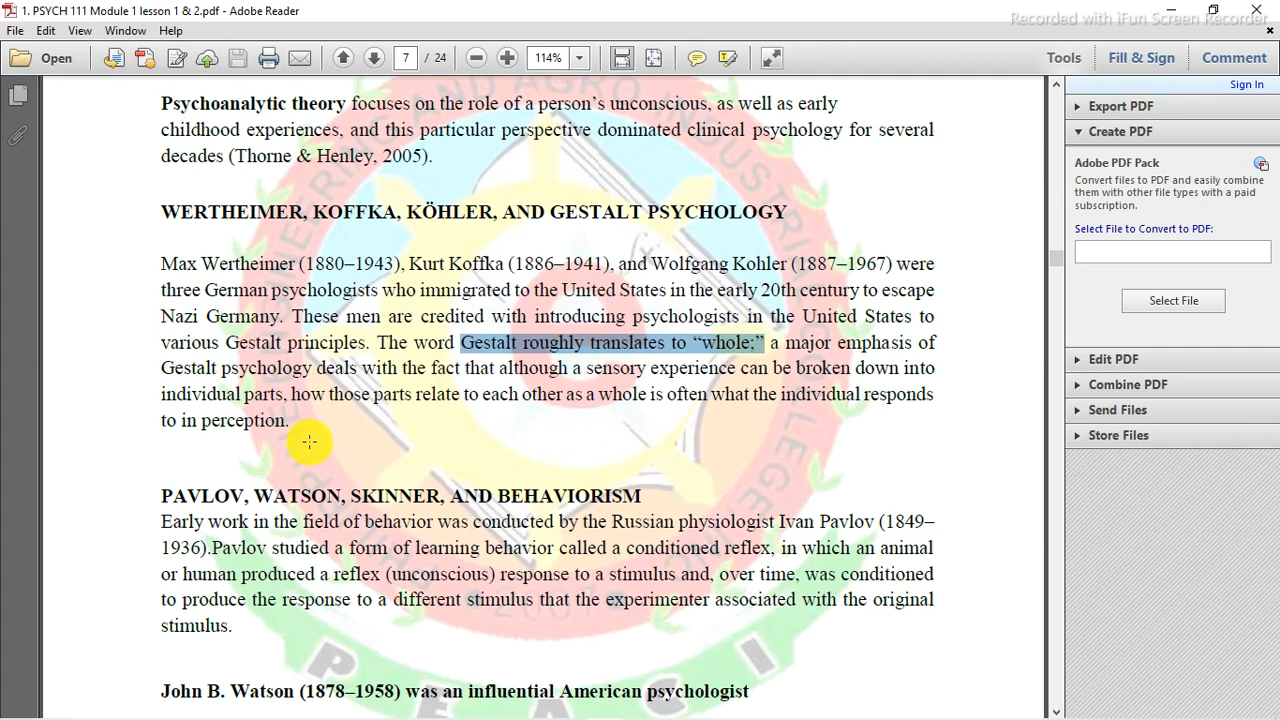 1. PSYCH 111 Module 1 lesson 1 & 2.pdf - Adobe Reader
Recorded with iFun Screen Recorder
File Edit View Window Help
Open 7 / 24 114% Tools Fill & Sign Comment
Sign In
Export PDF
Create PDF
Adobe PDF Pack
Convert files to PDF and easily combine
them with other file types with a paid
subscription.
Select File to Convert to PDF:
Select File
Edit PDF
Combine PDF
Send Files
Store Files
Psychoanalytic theory focuses on the role of a person’s unconscious, as well as early
childhood experiences, and this particular perspective dominated clinical psychology for several
decades (Thorne & Henley, 2005).
WERTHEIMER, KOFFKA, KÖHLER, AND GESTALT PSYCHOLOGY
Max Wertheimer (1880–1943), Kurt Koffka (1886–1941), and Wolfgang Kohler (1887–1967) were
three German psychologists who immigrated to the United States in the early 20th century to escape
Nazi Germany. These men are credited with introducing psychologists in the United States to
various Gestalt principles. The word Gestalt roughly translates to “whole;” a major emphasis of
Gestalt psychology deals with the fact that although a sensory experience can be broken down into
individual parts, how those parts relate to each other as a whole is often what the individual responds
to in perception.
PAVLOV, WATSON, SKINNER, AND BEHAVIORISM
Early work in the field of behavior was conducted by the Russian physiologist Ivan Pavlov (1849–
1936).Pavlov studied a form of learning behavior called a conditioned reflex, in which an animal
or human produced a reflex (unconscious) response to a stimulus and, over time, was conditioned
to produce the response to a different stimulus that the experimenter associated with the original
stimulus.
John B. Watson (1878–1958) was an influential American psychologist